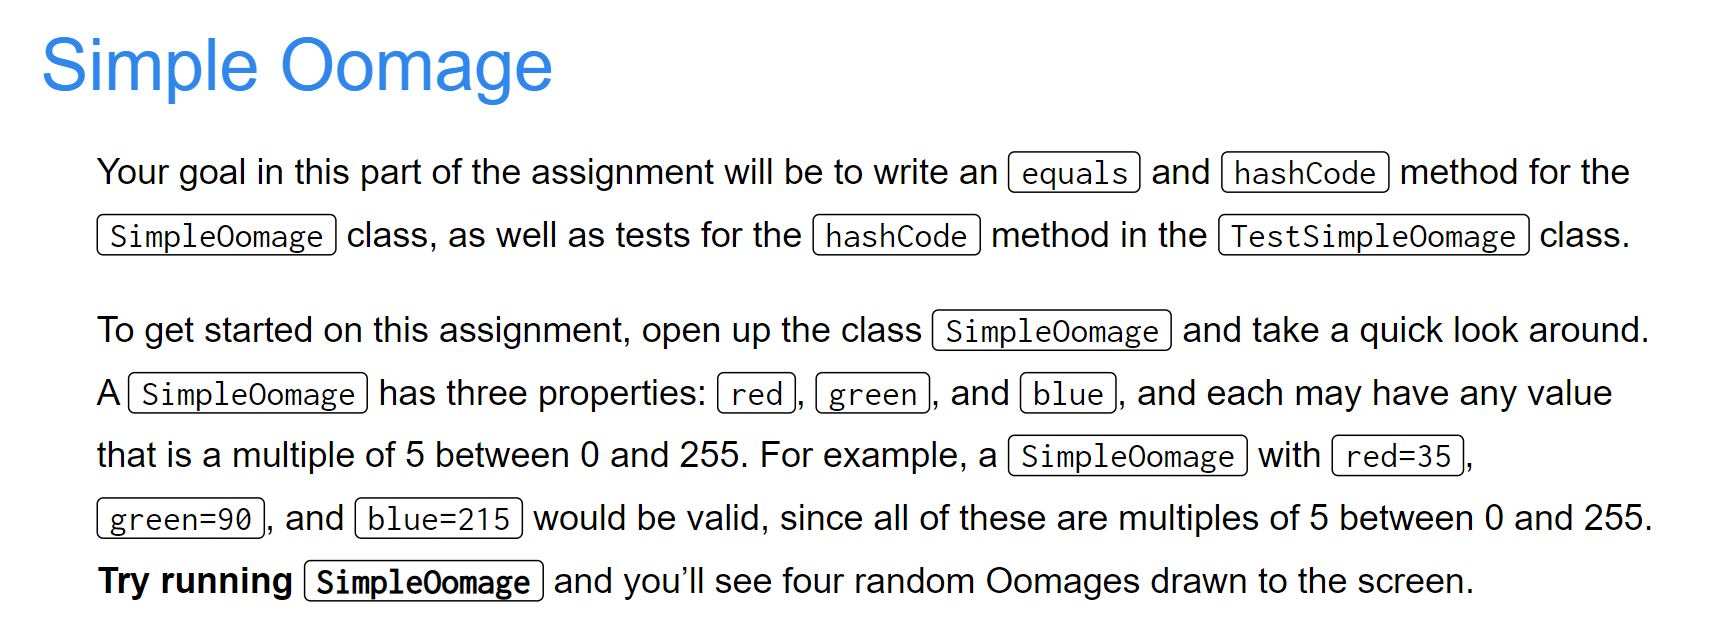 Simple Oomage
Your goal in this part of the assignment will be to write an equals and hashCode method for the
SimpleOomage class, as well as tests for the hashCode method in the TestSimpleOomage class.
To get started on this assignment, open up the class SimpleOomage and take a quick look around.
A SimpleOomage has three properties: red, green, and blue, and each may have any value
that is a multiple of 5 between 0 and 255. For example, a SimpleOomage with red=35,
green=90, and blue=215 would be valid, since all of these are multiples of 5 between 0 and 255.
Try running SimpleOomage and you’ll see four random Oomages drawn to the screen.